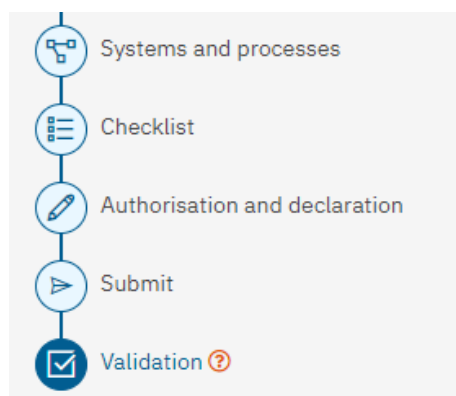 Systems and processes
Checklist
Authorisation and declaration
Submit
Validation ?